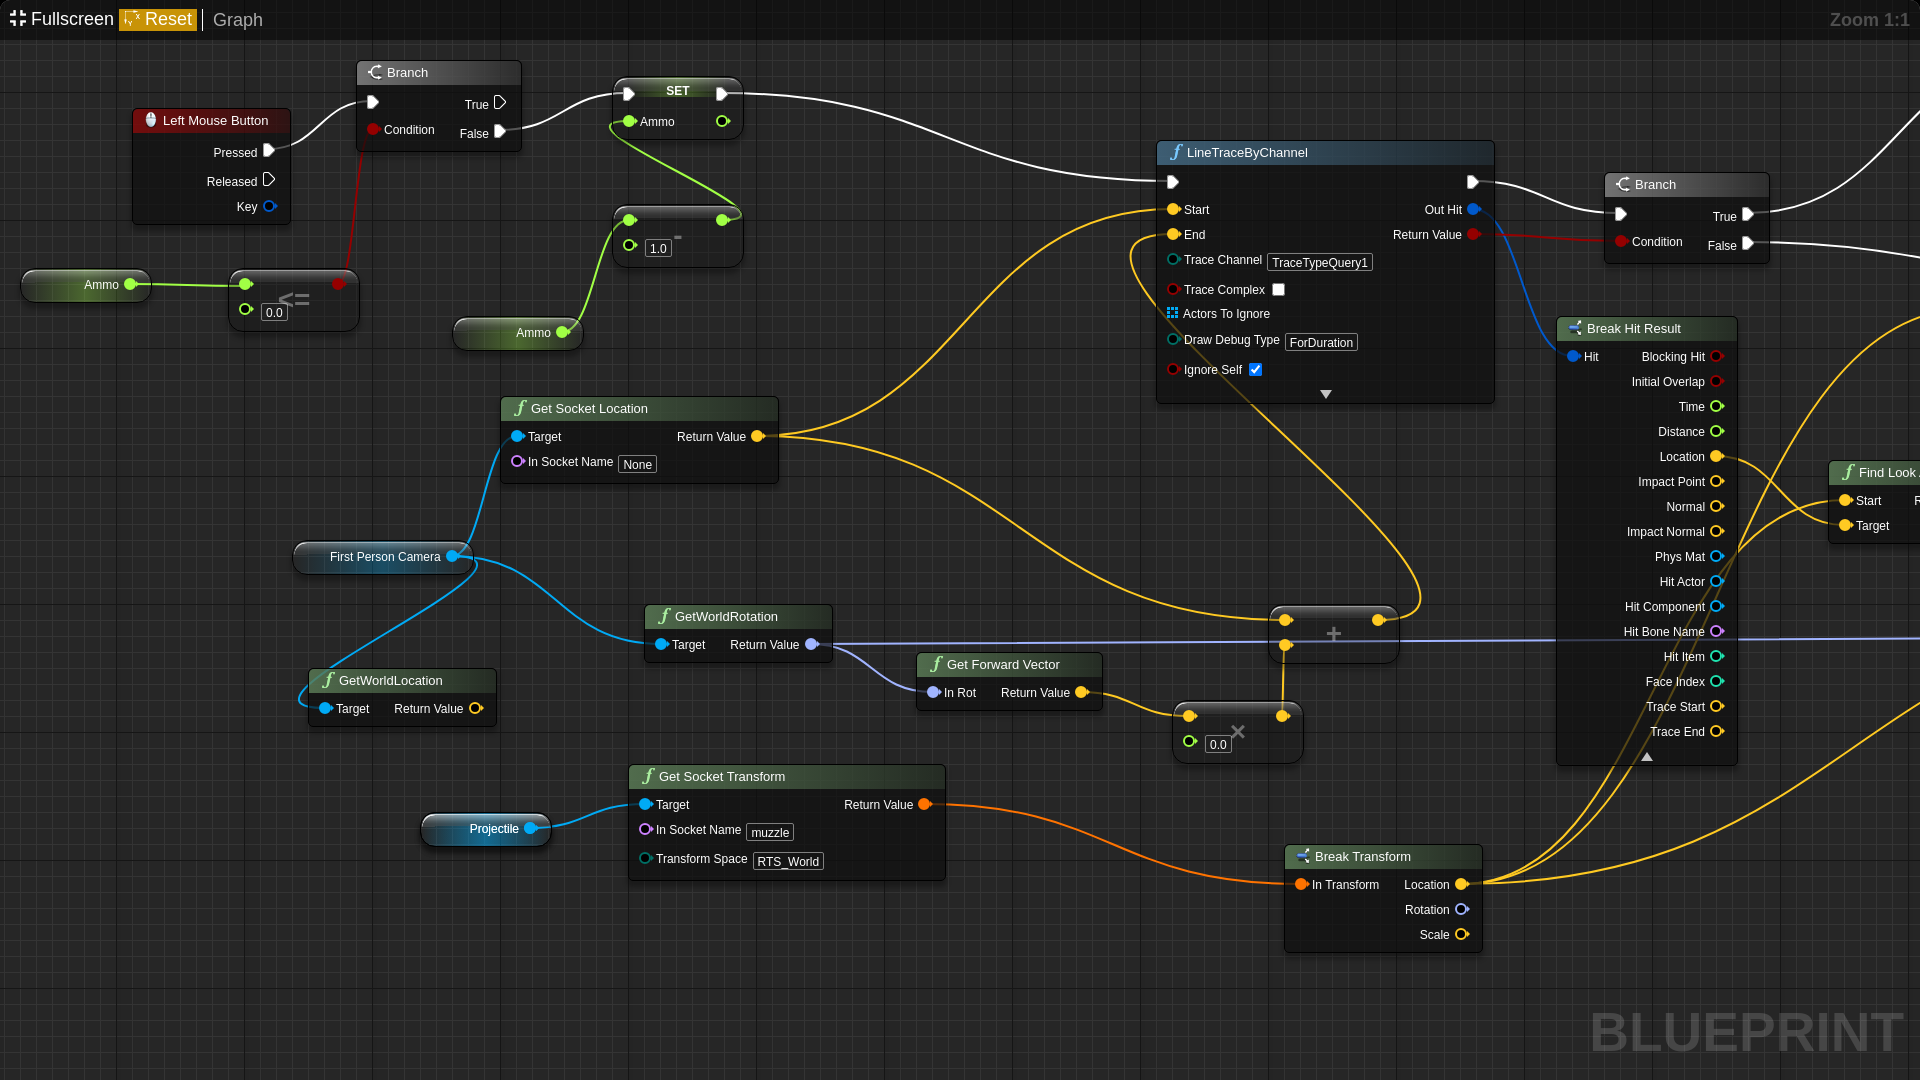 Fullscreen Reset Graph
Zoom 1:1
Left Mouse Button
Pressed
Released
Key
Branch
True
Condition
False
SET
Ammo
-
1.0
Ammo
<=
0.0
Ammo
LineTraceByChannel
Start
Out Hit
End
Return Value
Trace Channel TraceTypeQuery1
Trace Complex
Actors To Ignore
Draw Debug Type ForDuration
Ignore Self
Branch
True
Condition
False
Break Hit Result
Hit
Blocking Hit
Initial Overlap
Time
Distance
Location
Impact Point
Normal
Impact Normal
Phys Mat
Hit Actor
Hit Component
Hit Bone Name
Hit Item
Face Index
Trace Start
Trace End
Find Look
Start
R
Target
f Get Socket Location
Target
Return Value
In Socket Name None
First Person Camera
f GetWorldRotation
Target
Return Value
f GetWorldLocation
Target
Return Value
f Get Forward Vector
In Rot
Return Value
+
×
0.0
f Get Socket Transform
Target
Return Value
In Socket Name muzzle
Transform Space RTS_World
Projectile
Break Transform
In Transform
Location
Rotation
Scale
BLUEPRINT